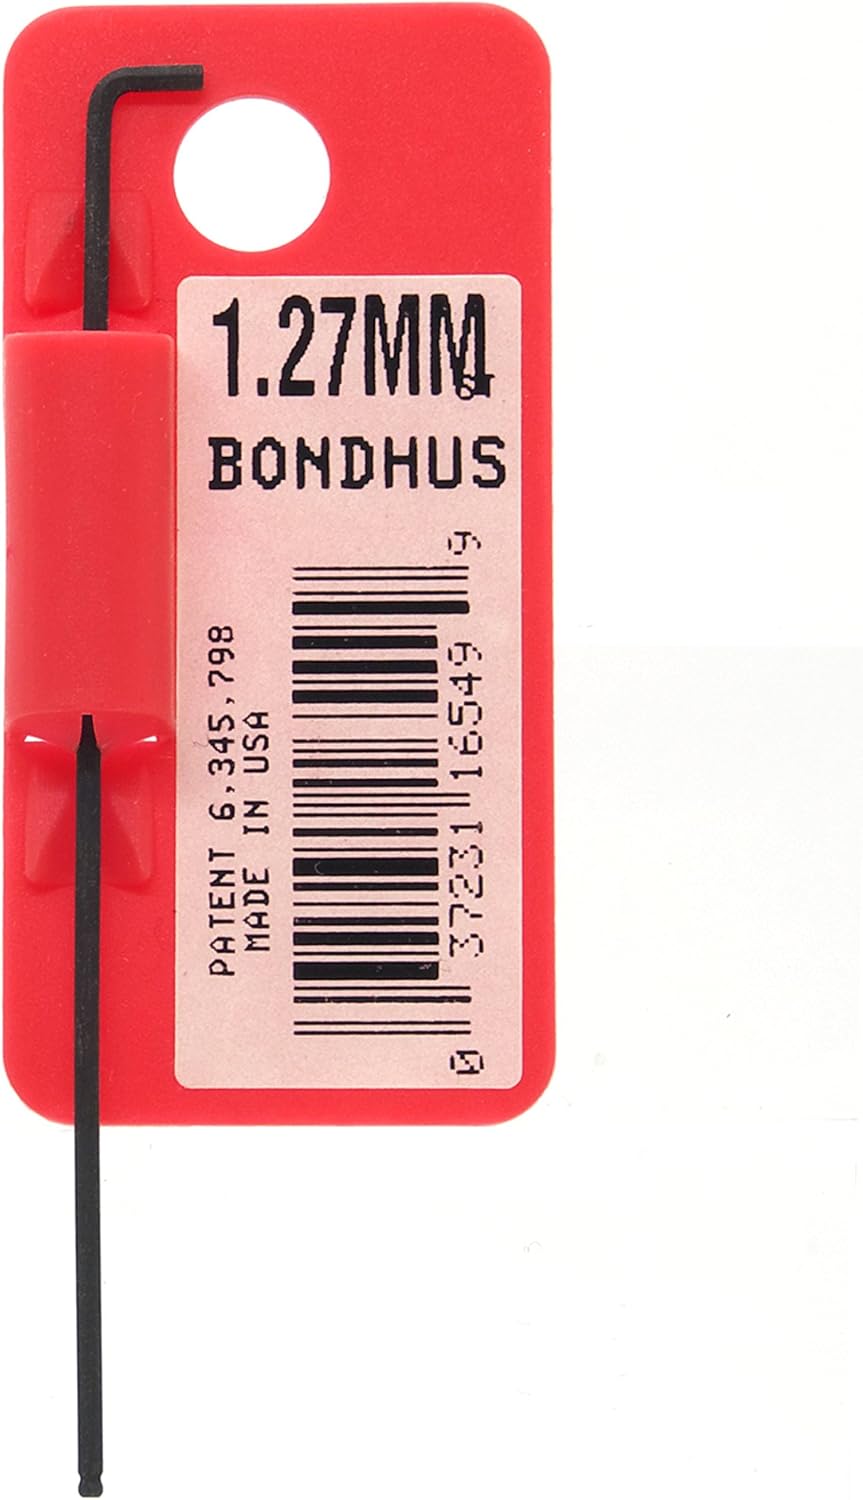 1.27MM
BONDHUS
PATENT 6,345,798
MADE IN USA
0 37231 16549 9